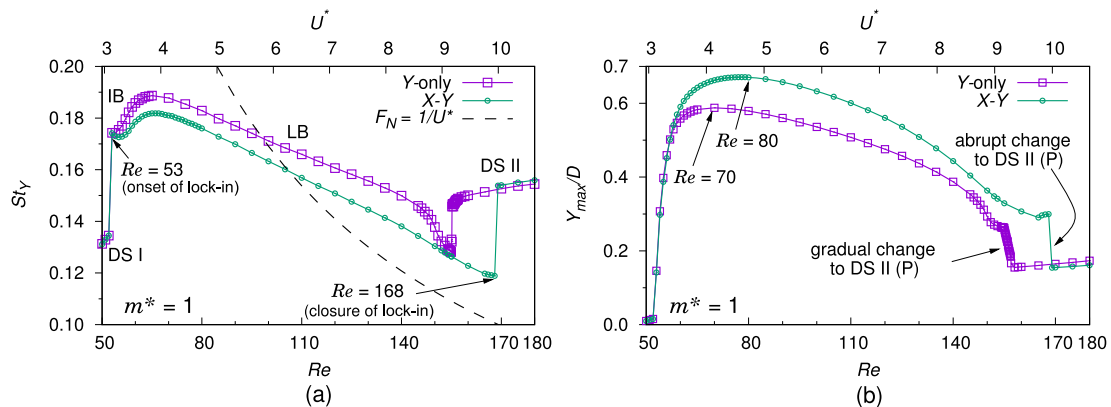 U*
3 4 5 6 7 8 9 10
0.20
0.18
0.16
0.14
0.12
0.10
St_Y
IB
LB
DS I
DS II
Y-only
X-Y
F_N = 1/U*
Re = 53
(onset of lock-in)
Re = 168
(closure of lock-in)
m* = 1
50 80 110 140 170 180
Re
(a)
U*
3 4 5 6 7 8 9 10
0.8
0.6
0.4
0.2
0.0
Y_max/D
Y-only
X-Y
Re = 80
Re = 70
abrupt change
to DS II (P)
gradual change
to DS II (P)
m* = 1
50 80 110 140 170 180
Re
(b)